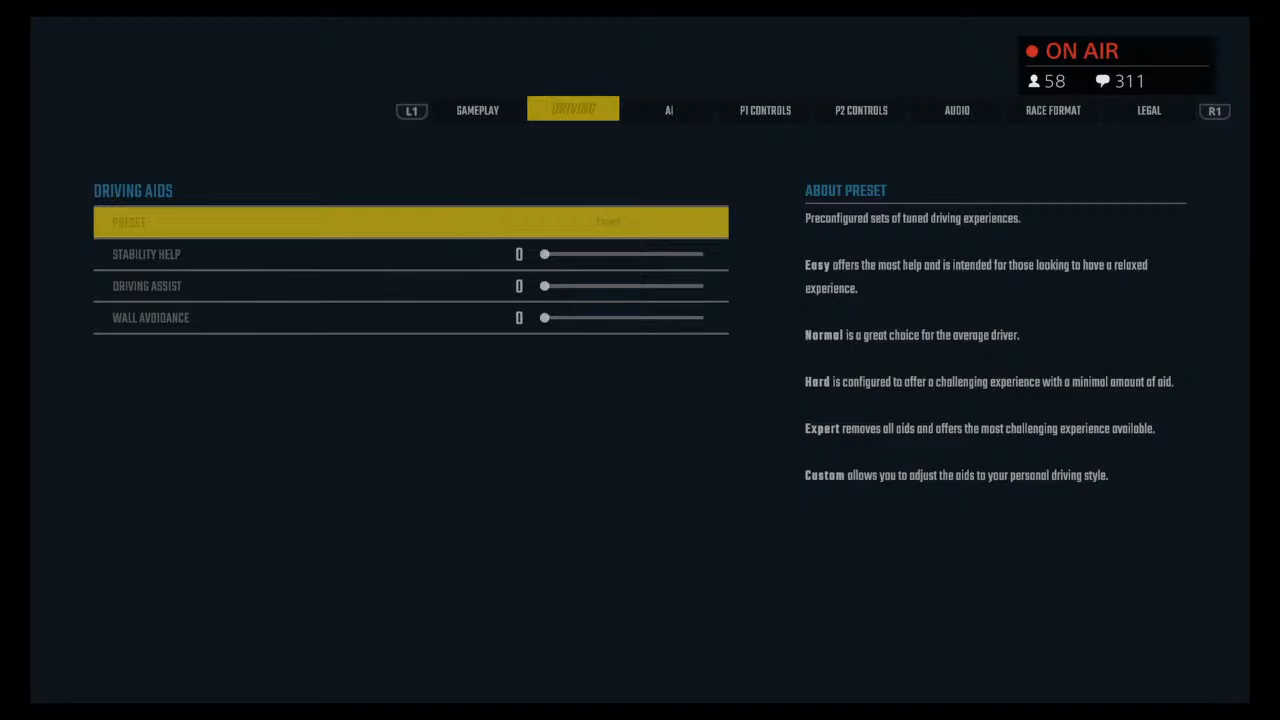 ON AIR
58 311
L1 GAMEPLAY DRIVING AI P1 CONTROLS P2 CONTROLS AUDIO RACE FORMAT LEGAL R1
DRIVING AIDS
PRESET Expert
STABILITY HELP 0
DRIVING ASSIST 0
WALL AVOIDANCE 0
ABOUT PRESET
Preconfigured sets of tuned driving experiences.
Easy offers the most help and is intended for those looking to have a relaxed
experience.
Normal is a great choice for the average driver.
Hard is configured to offer a challenging experience with a minimal amount of aid.
Expert removes all aids and offers the most challenging experience available.
Custom allows you to adjust the aids to your personal driving style.